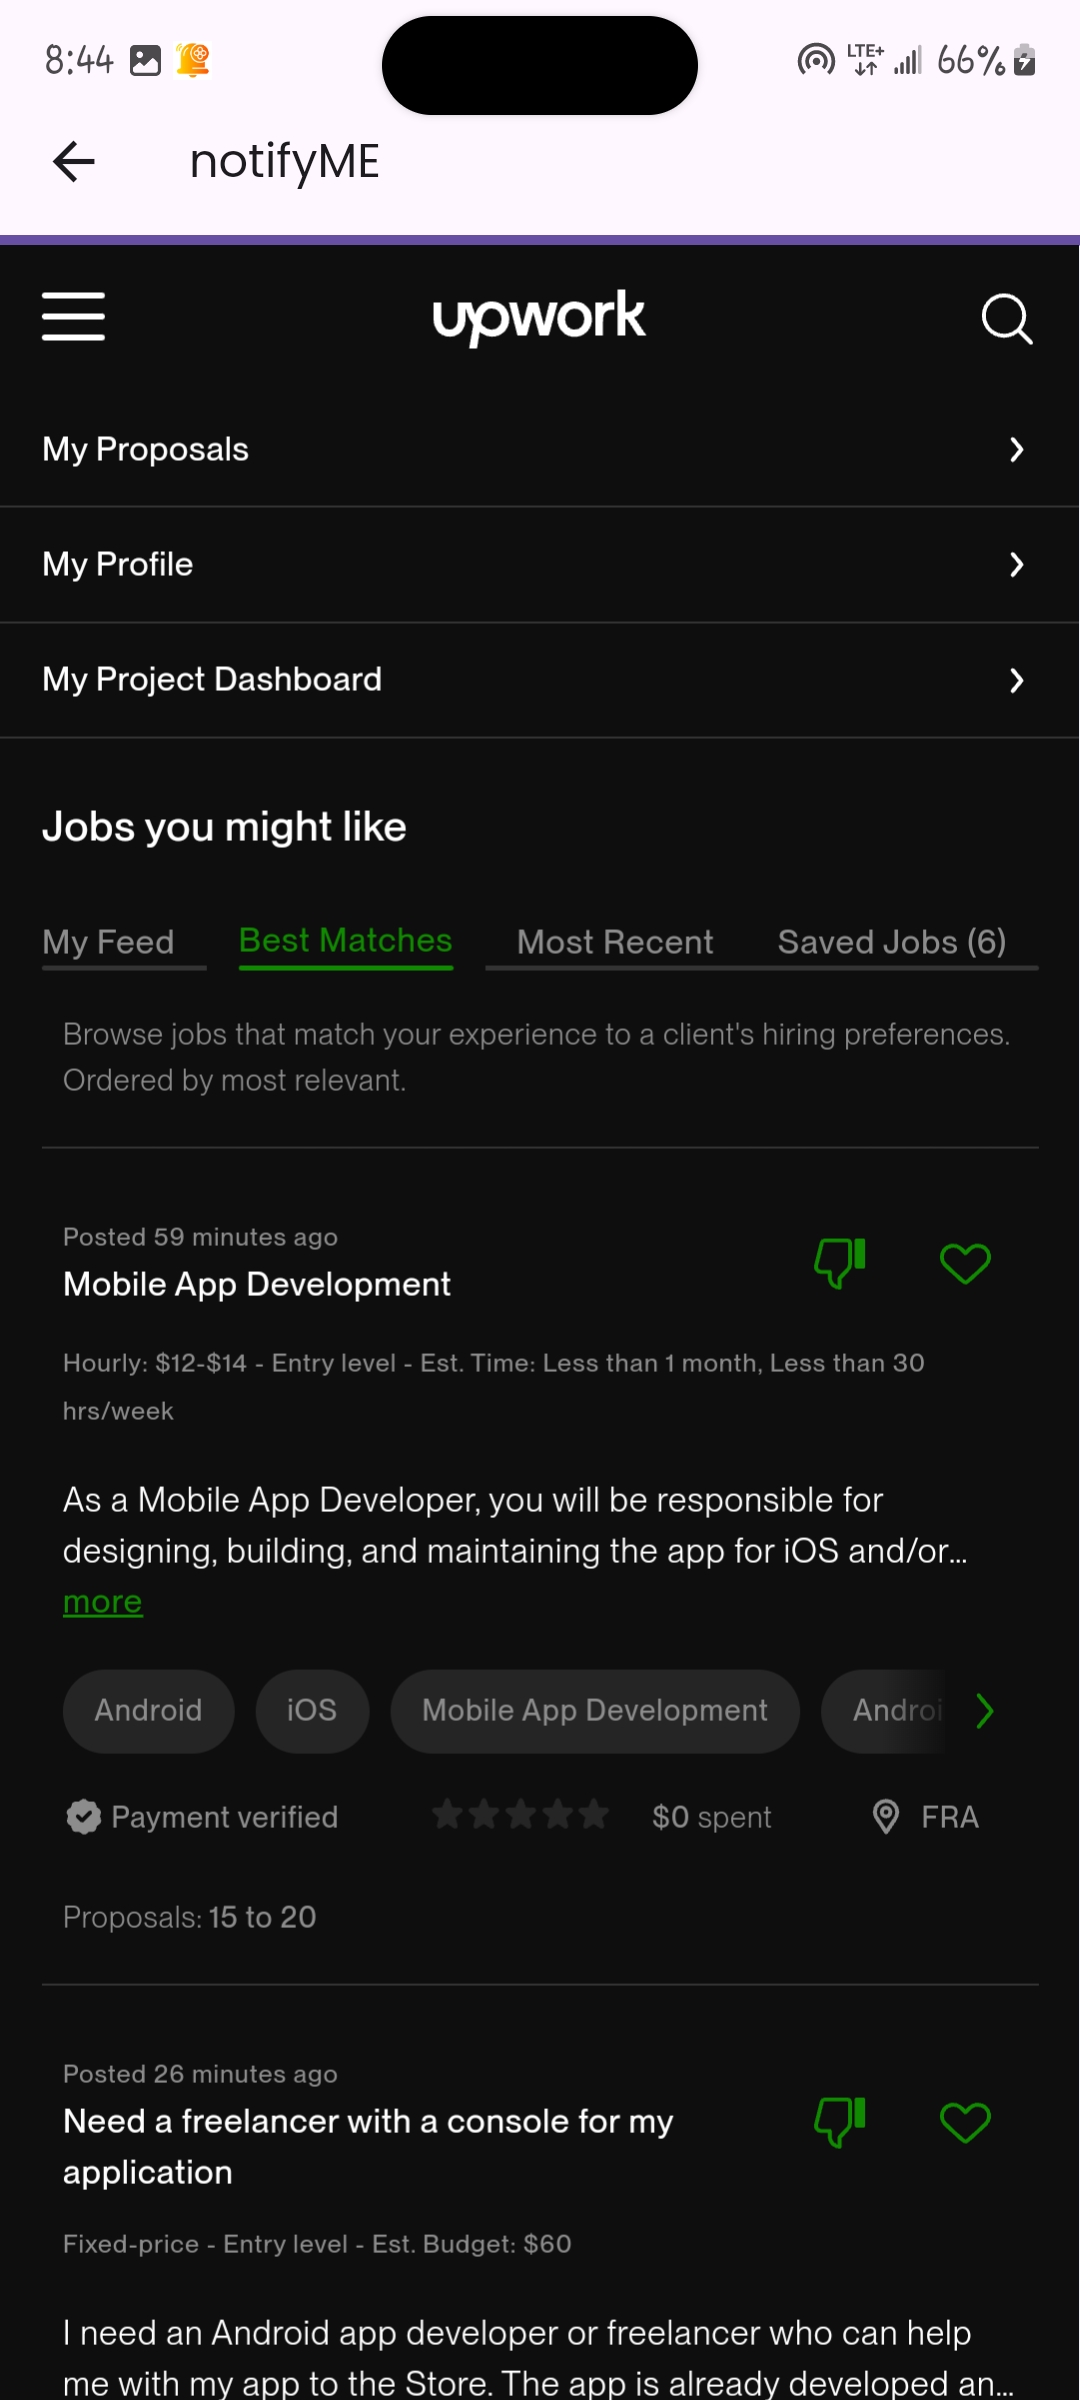 8:44
LTE+
66%
notifyME
upwork
My Proposals
My Profile
My Project Dashboard
Jobs you might like
My Feed
Best Matches
Most Recent
Saved Jobs (6)
Browse jobs that match your experience to a client's hiring preferences.
Ordered by most relevant.
Posted 59 minutes ago
Mobile App Development
Hourly: $12-$14 - Entry level - Est. Time: Less than 1 month, Less than 30
hrs/week
As a Mobile App Developer, you will be responsible for
designing, building, and maintaining the app for iOS and/or...
more
Android
iOS
Mobile App Development
Androi
Payment verified
$0 spent
FRA
Proposals: 15 to 20
Posted 26 minutes ago
Need a freelancer with a console for my
application
Fixed-price - Entry level - Est. Budget: $60
I need an Android app developer or freelancer who can help
me with my app to the Store. The app is already developed an...